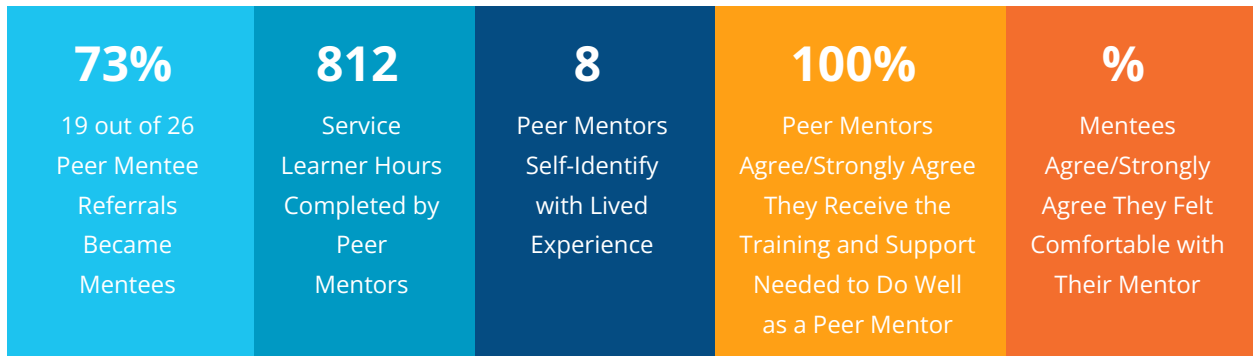 73%
19 out of 26
Peer Mentee
Referrals
Became
Mentees
812
Service
Learner Hours
Completed by
Peer
Mentors
8
Peer Mentors
Self-Identify
with Lived
Experience
100%
Peer Mentors
Agree/Strongly Agree
They Receive the
Training and Support
Needed to Do Well
as a Peer Mentor
%
Mentees
Agree/Strongly
Agree They Felt
Comfortable with
Their Mentor